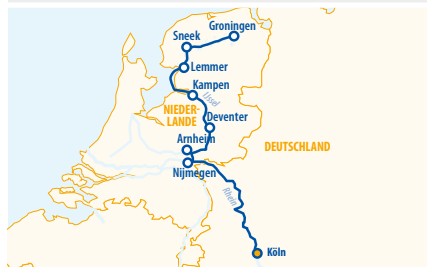 Groningen
Sneek
Lemmer
Kampen
IJssel
NIEDER-
LANDE
Deventer
Arnheim
DEUTSCHLAND
Nijmegen
Rhein
Köln